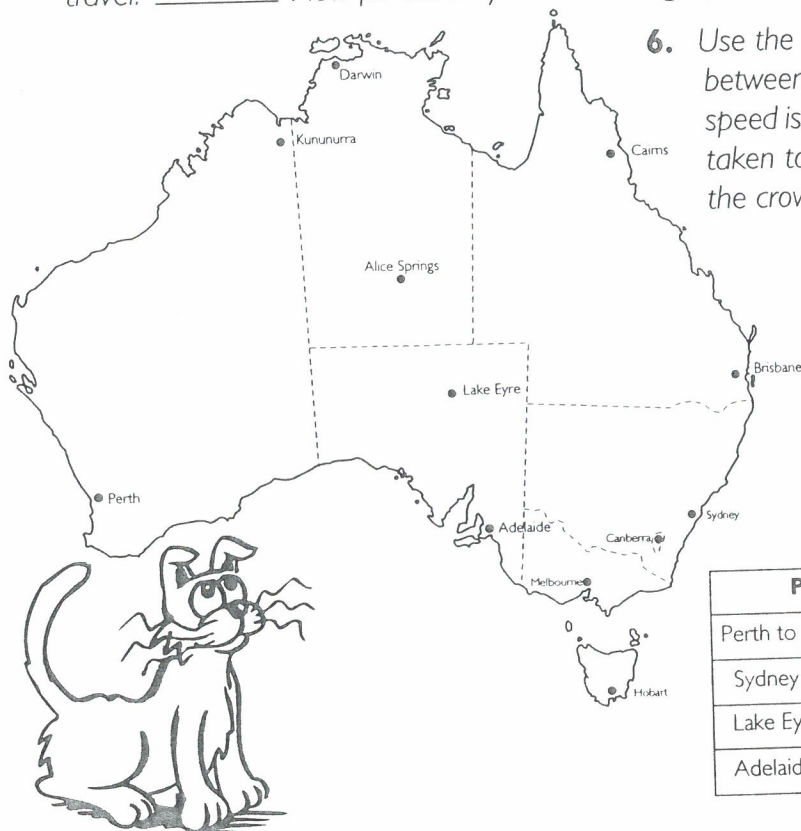 travel.
6. Use the
between
speed is
taken to
the crow
Darwin
Kununurra
Cairns
Alice Springs
Brisbane
Lake Eyre
Perth
Adelaide
Sydney
Canberra
Melbourne
Hobart
P
Perth to
Sydney
Lake Ey
Adelaid